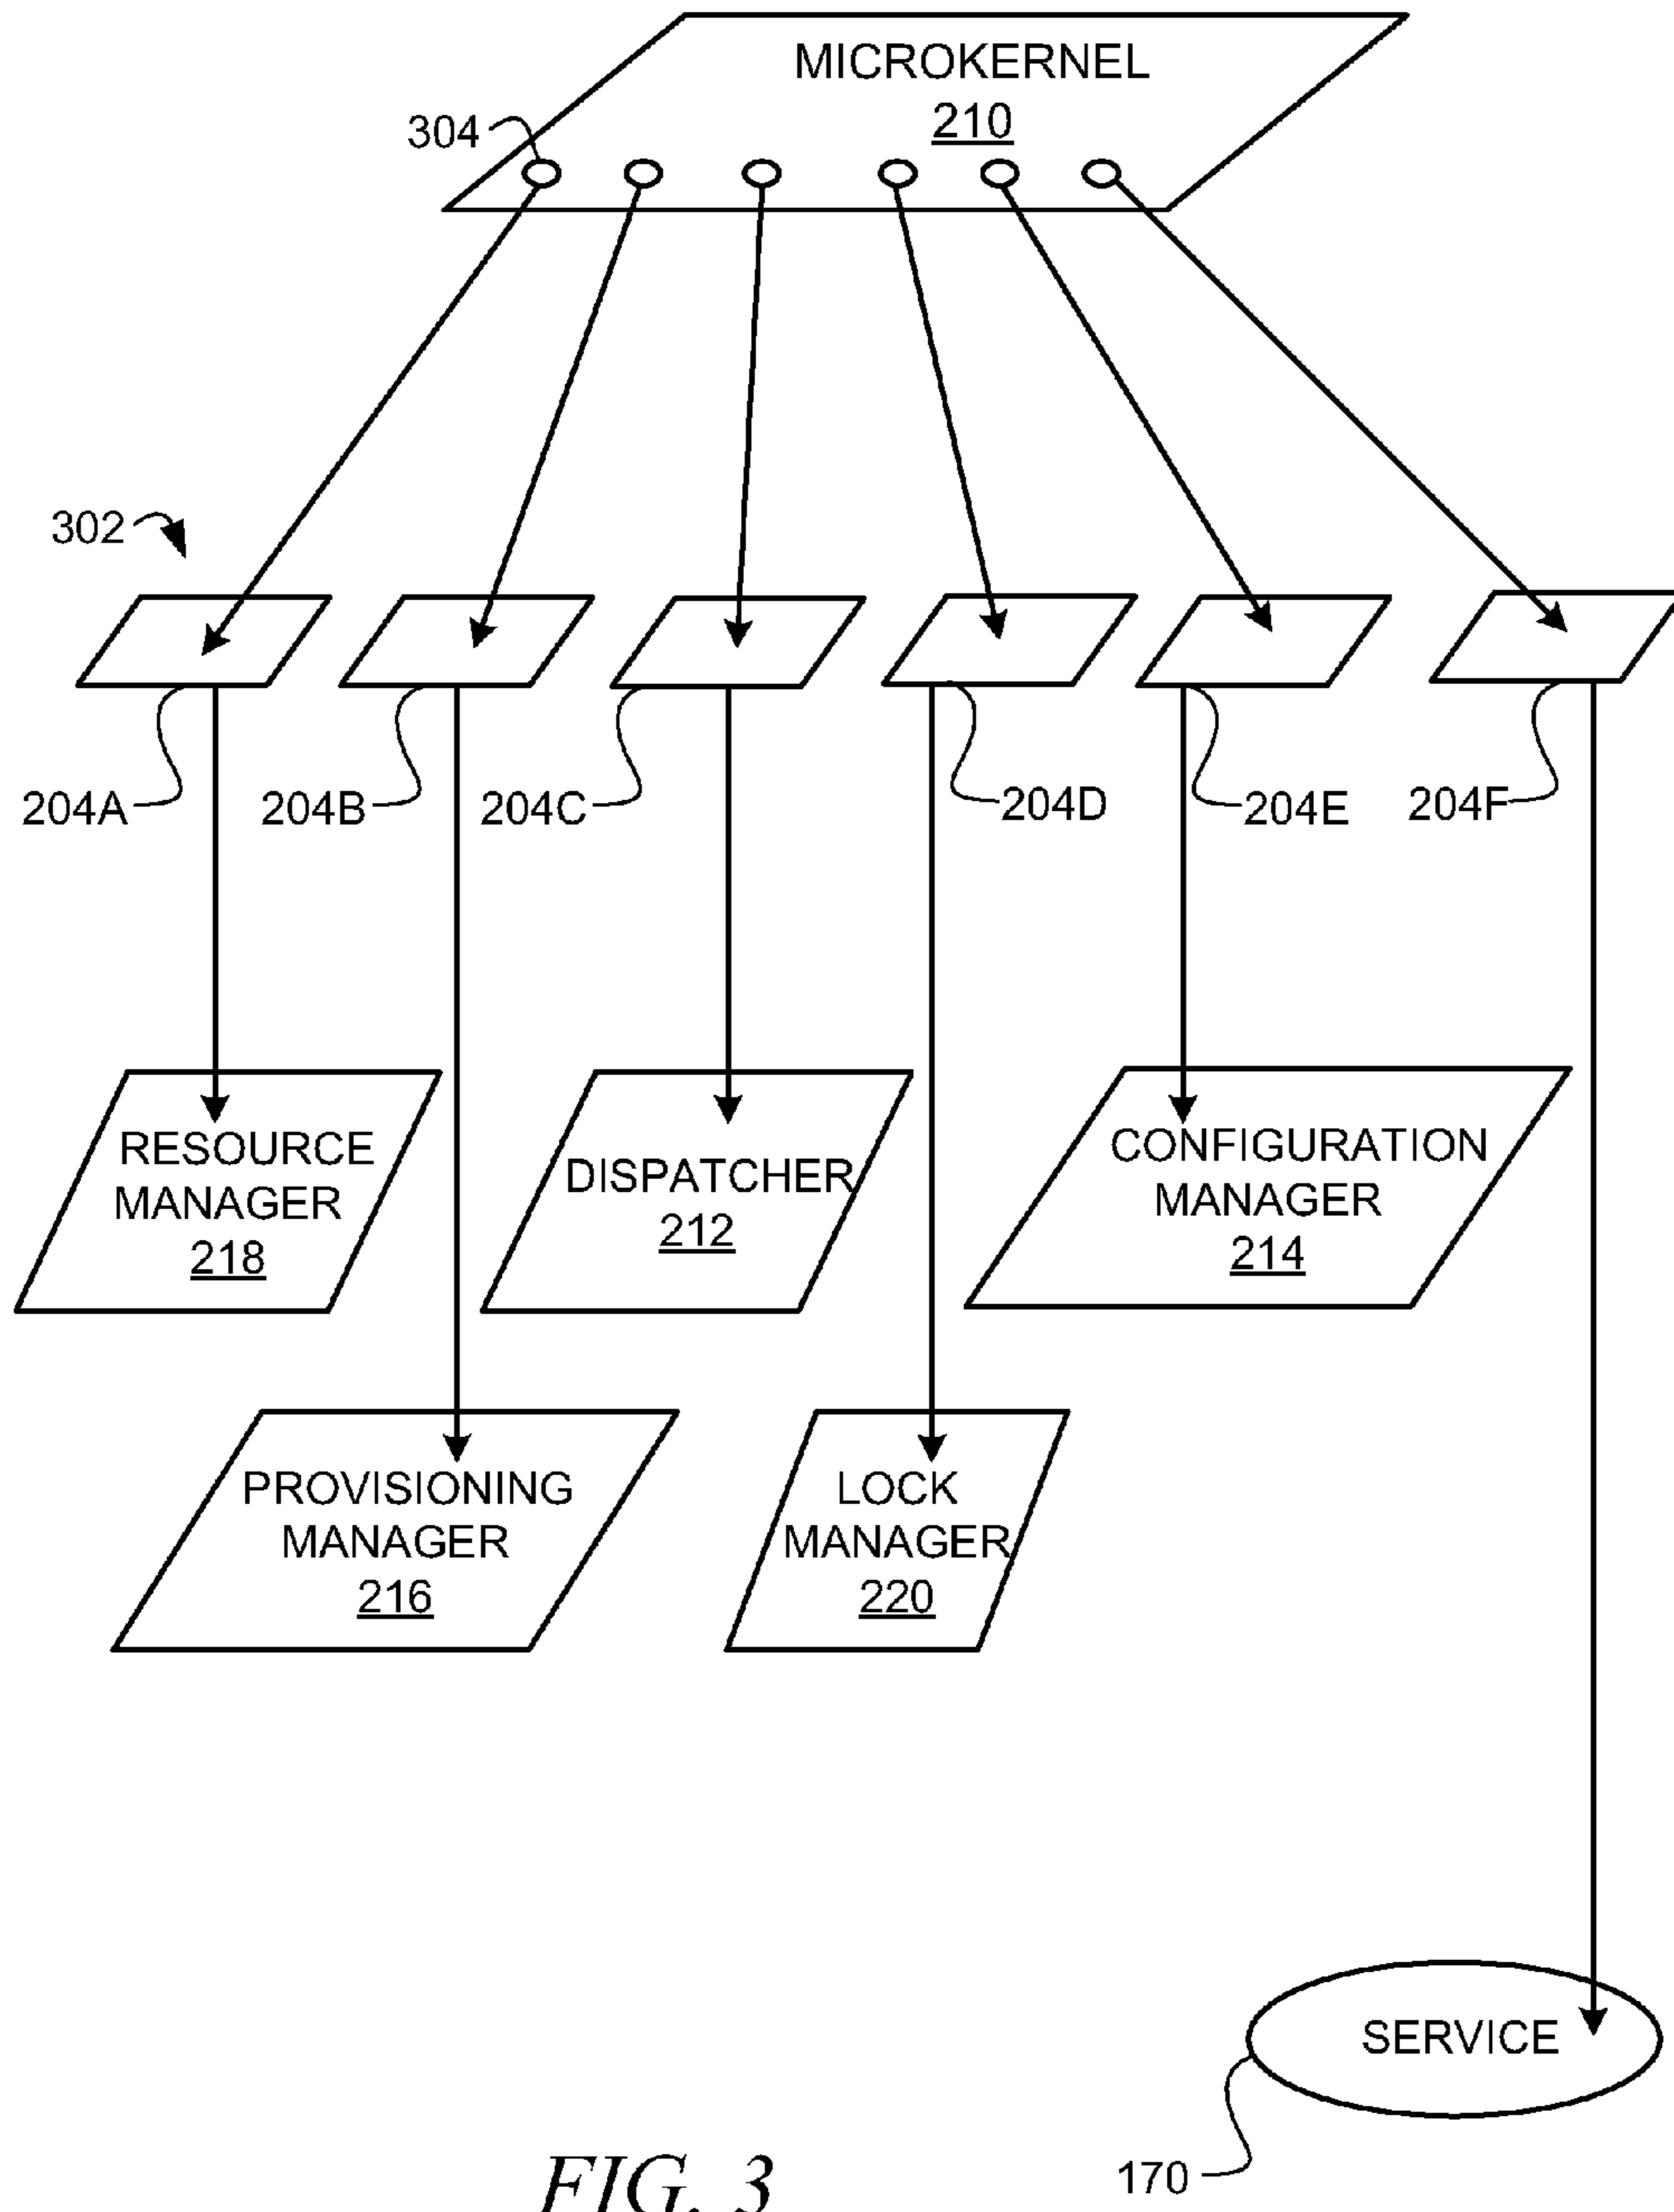 MICROKERNEL
210
304
302
204A
204B
204C
204D
204E
204F
RESOURCE
MANAGER
218
DISPATCHER
212
CONFIGURATION
MANAGER
214
PROVISIONING
MANAGER
216
LOCK
MANAGER
220
SERVICE
170
FIG. 3